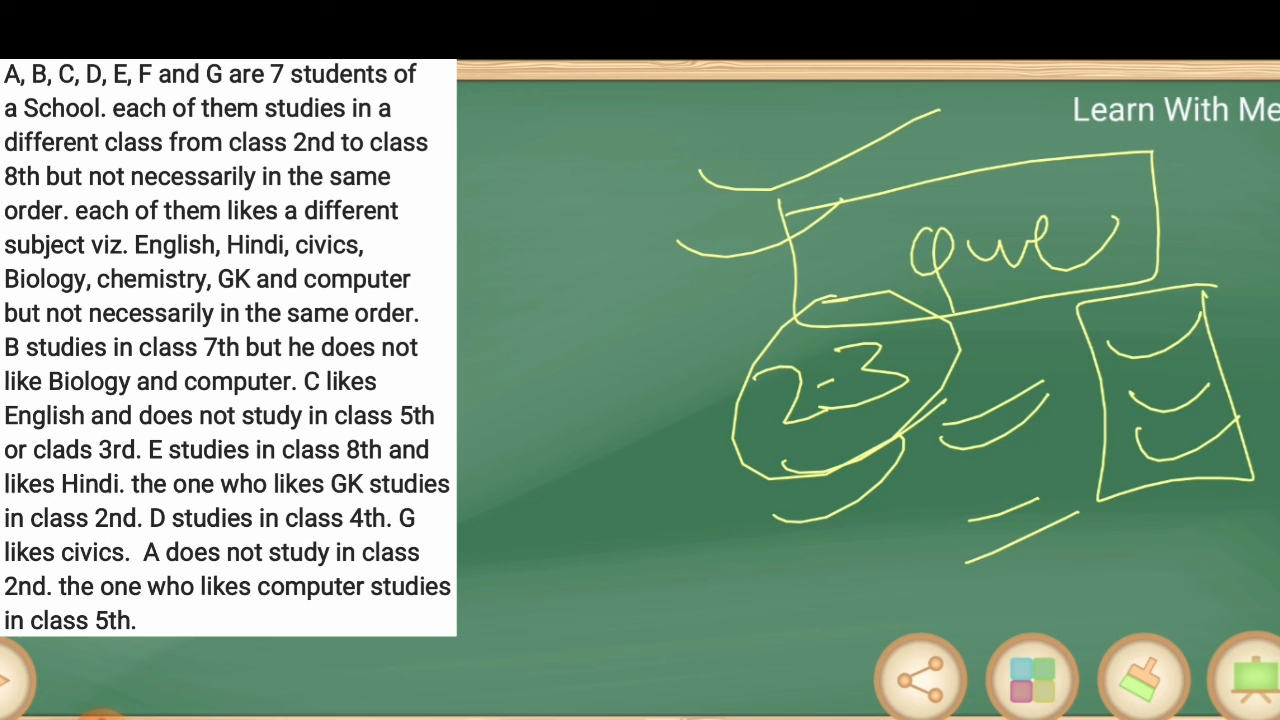 A, B, C, D, E, F and G are 7 students of
a School. each of them studies in a
different class from class 2nd to class
8th but not necessarily in the same
order. each of them likes a different
subject viz. English, Hindi, civics,
Biology, chemistry, GK and computer
but not necessarily in the same order.
B studies in class 7th but he does not
like Biology and computer. C likes
English and does not study in class 5th
or clads 3rd. E studies in class 8th and
likes Hindi. the one who likes GK studies
in class 2nd. D studies in class 4th. G
likes civics.  A does not study in class
2nd. the one who likes computer studies
in class 5th.
Learn With Me
que
2-3